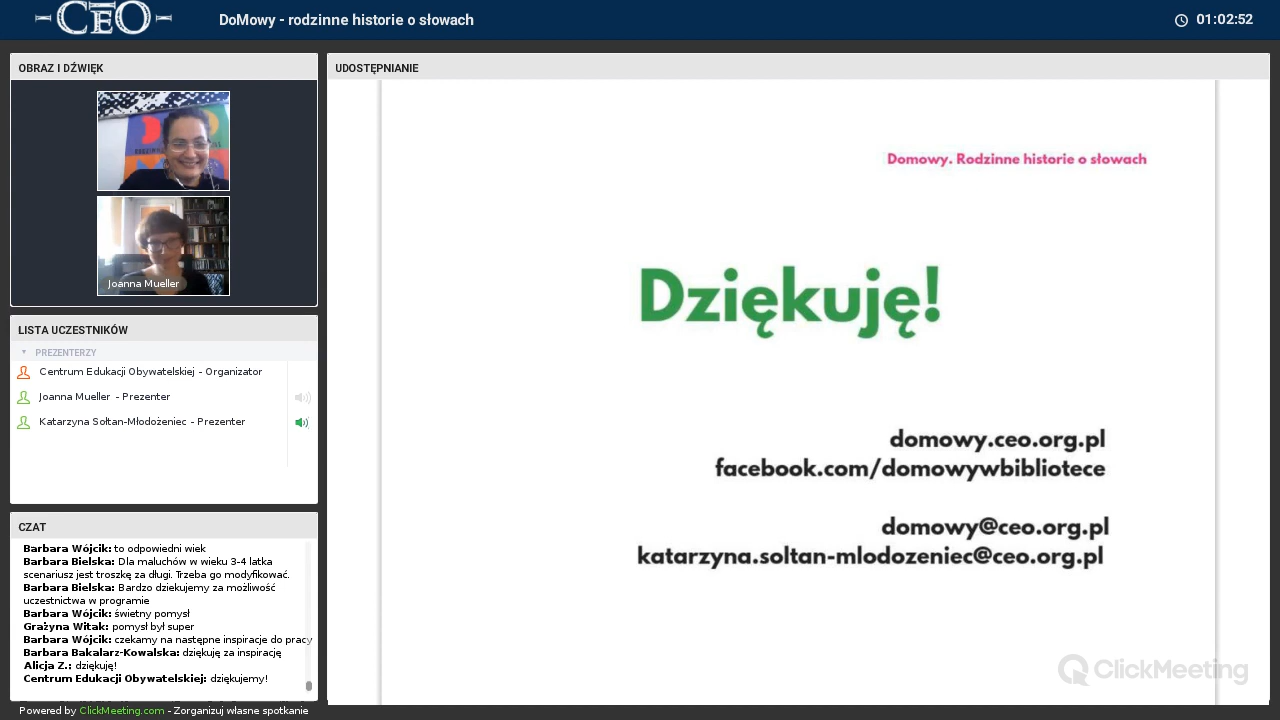 CEO
DoMowy - rodzinne historie o słowach
01:02:52
OBRAZ I DŹWIĘK
Joanna Mueller
LISTA UCZESTNIKÓW
PREZENTERZY
Centrum Edukacji Obywatelskiej - Organizator
Joanna Mueller - Prezenter
Katarzyna Sołtan-Młodożeniec - Prezenter
CZAT
Barbara Wójcik: to odpowiedni wiek
Barbara Bielska: Dla maluchów w wieku 3-4 latka
scenariusz jest troszkę za długi. Trzeba go modyfikować.
Barbara Bielska: Bardzo dziekujemy za możliwość
uczestnictwa w programie
Barbara Wójcik: świetny pomysł
Grażyna Witak: pomysł był super
Barbara Wójcik: czekamy na następne inspiracje do pracy
Barbara Bakalarz-Kowalska: dziękuję za inspirację
Alicja Z.: dziękuję!
Centrum Edukacji Obywatelskiej: dziękujemy!
Powered by ClickMeeting.com - Zorganizuj własne spotkanie
UDOSTĘPNIANIE
Domowy. Rodzinne historie o słowach
Dziękuję!
domowy.ceo.org.pl
facebook.com/domowywbibliotece
domowy@ceo.org.pl
katarzyna.soltan-mlodozeniec@ceo.org.pl
ClickMeeting